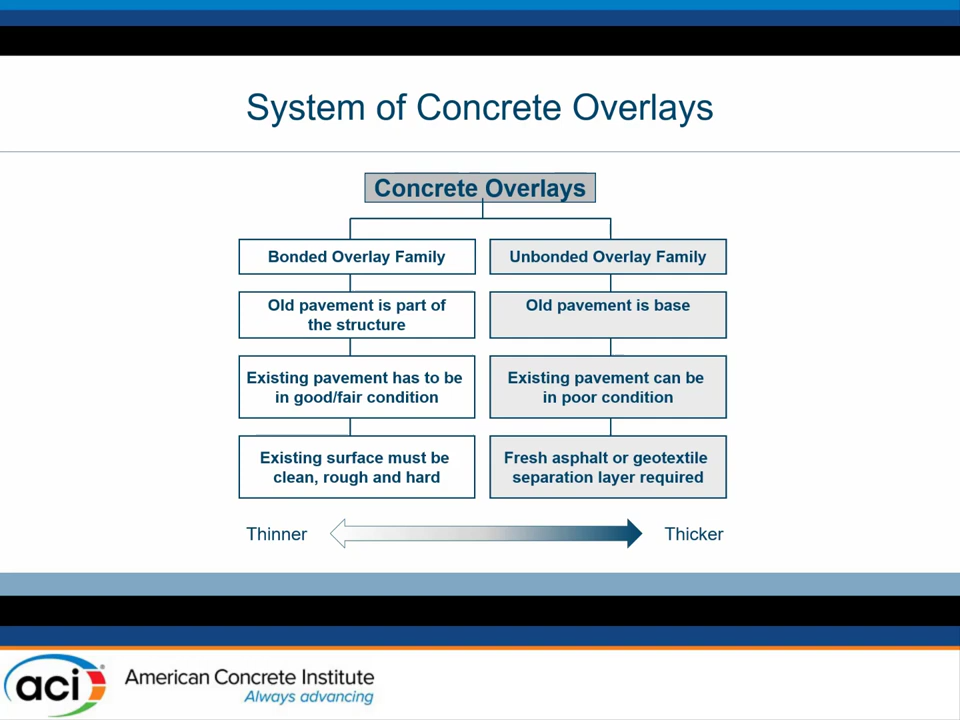 System of Concrete Overlays
Concrete Overlays
Bonded Overlay Family
Unbonded Overlay Family
Old pavement is part of
the structure
Old pavement is base
Existing pavement has to be
in good/fair condition
Existing pavement can be
in poor condition
Existing surface must be
clean, rough and hard
Fresh asphalt or geotextile
separation layer required
Thinner
Thicker
aci
American Concrete Institute
Always advancing